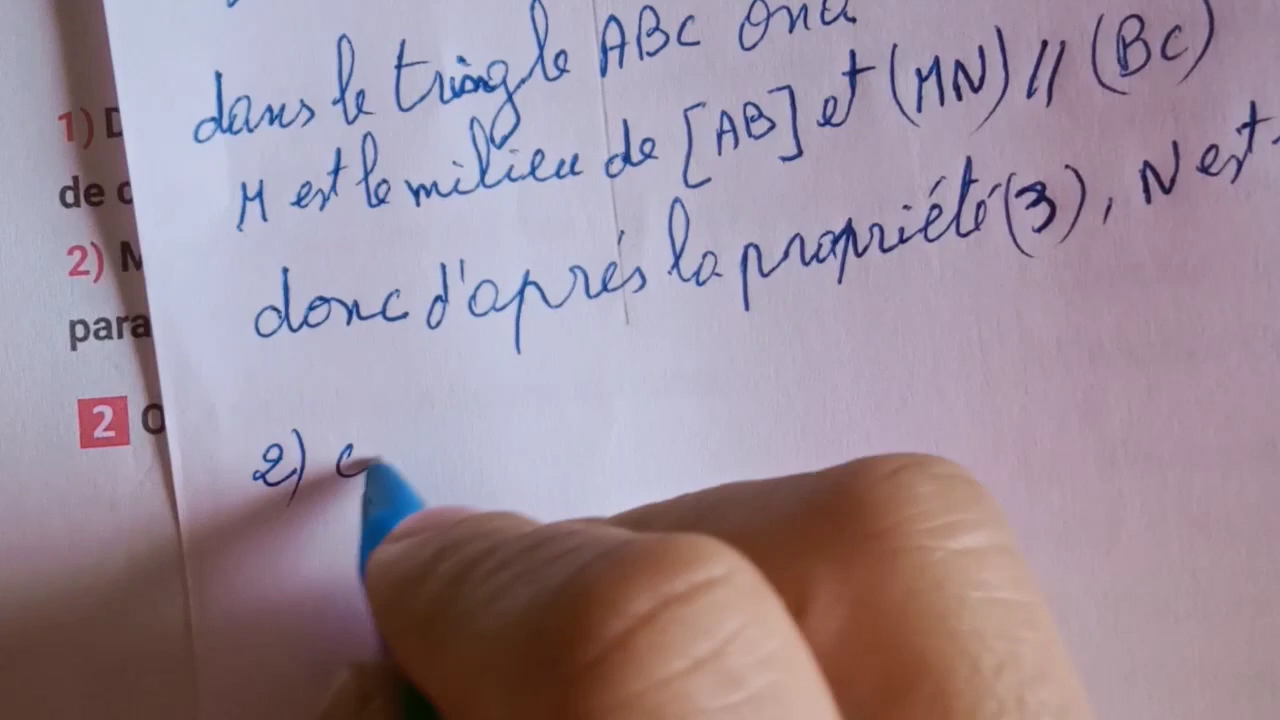 dans le triangle ABC on a
M est le milieu de [AB] et (MN) // (BC)
donc d'après la propriété (3), N est
2) c
1) D
de c
2) M
para
2 O